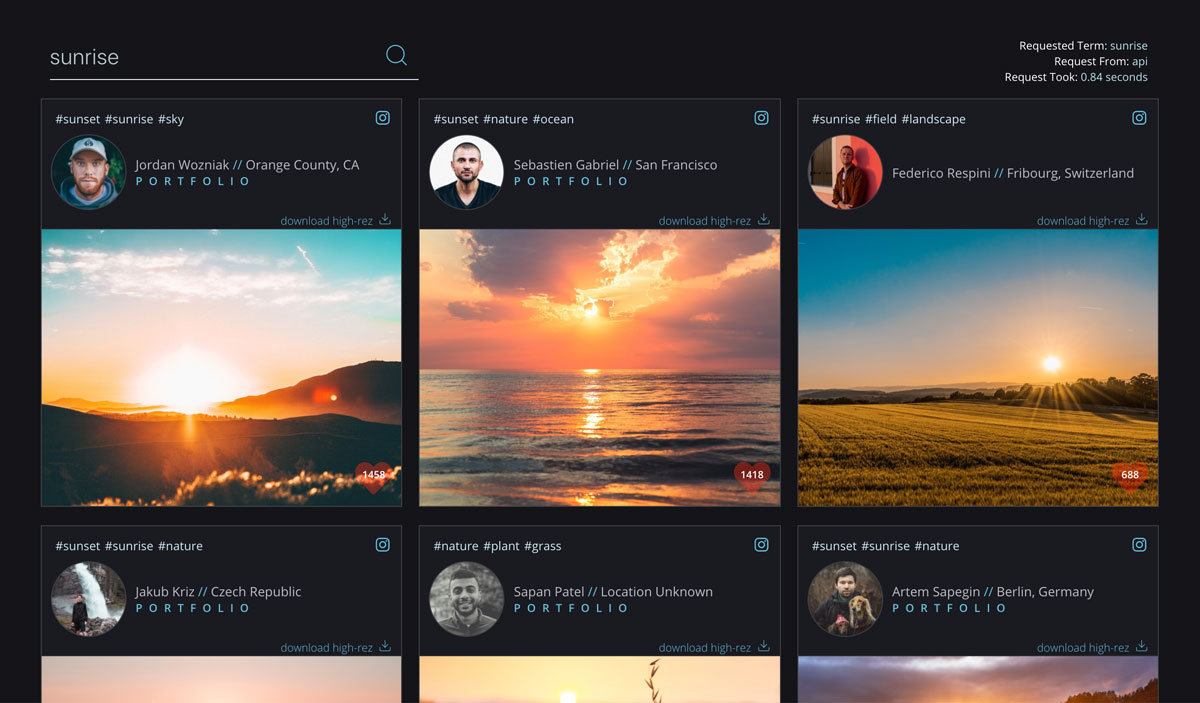 sunrise
Requested Term: sunrise
Request From: api
Request Took: 0.84 seconds
#sunset #sunrise #sky
Jordan Wozniak // Orange County, CA
PORTFOLIO
download high-rez
1458
#sunset #nature #ocean
Sebastien Gabriel // San Francisco
PORTFOLIO
download high-rez
1418
#sunrise #field #landscape
Federico Respini // Fribourg, Switzerland
download high-rez
688
#sunset #sunrise #nature
Jakub Kriz // Czech Republic
PORTFOLIO
download high-rez
#nature #plant #grass
Sapan Patel // Location Unknown
PORTFOLIO
download high-rez
#sunset #sunrise #nature
Artem Sapegin // Berlin, Germany
PORTFOLIO
download high-rez